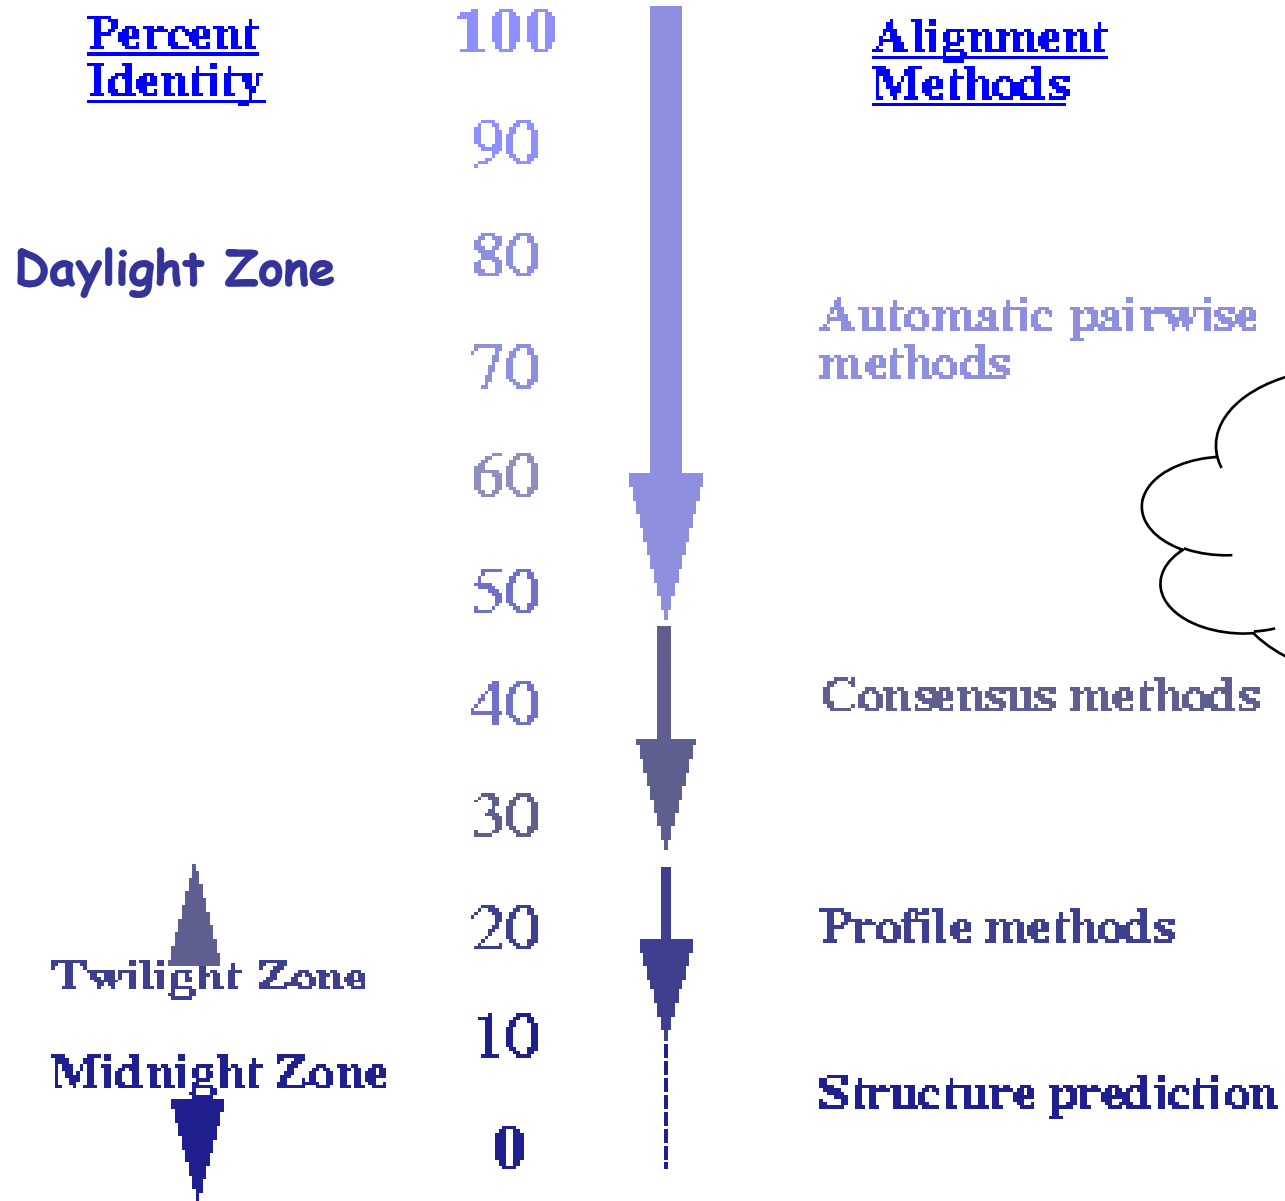 Percent
Identity
100
Alignment
Methods
90
Daylight Zone
80
Automatic pairwise
methods
70
60
50
40
Consensus methods
30
20
Profile methods
Twilight Zone
10
Midnight Zone
Structure prediction
0